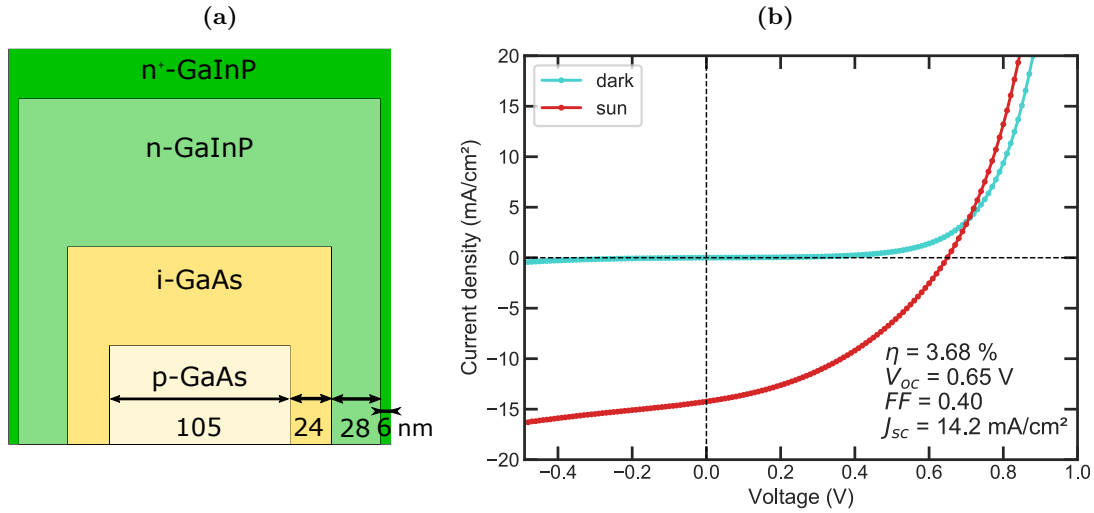 (a)
n⁺-GaInP
n-GaInP
i-GaAs
p-GaAs
105
24
28
6 nm
(b)
20
15
10
5
0
−5
−10
−15
−20
Current density (mA/cm²)
dark
sun
η = 3.68 %
Voc = 0.65 V
FF = 0.40
Jsc = 14.2 mA/cm²
−0.4
−0.2
0.0
0.2
0.4
0.6
0.8
1.0
Voltage (V)